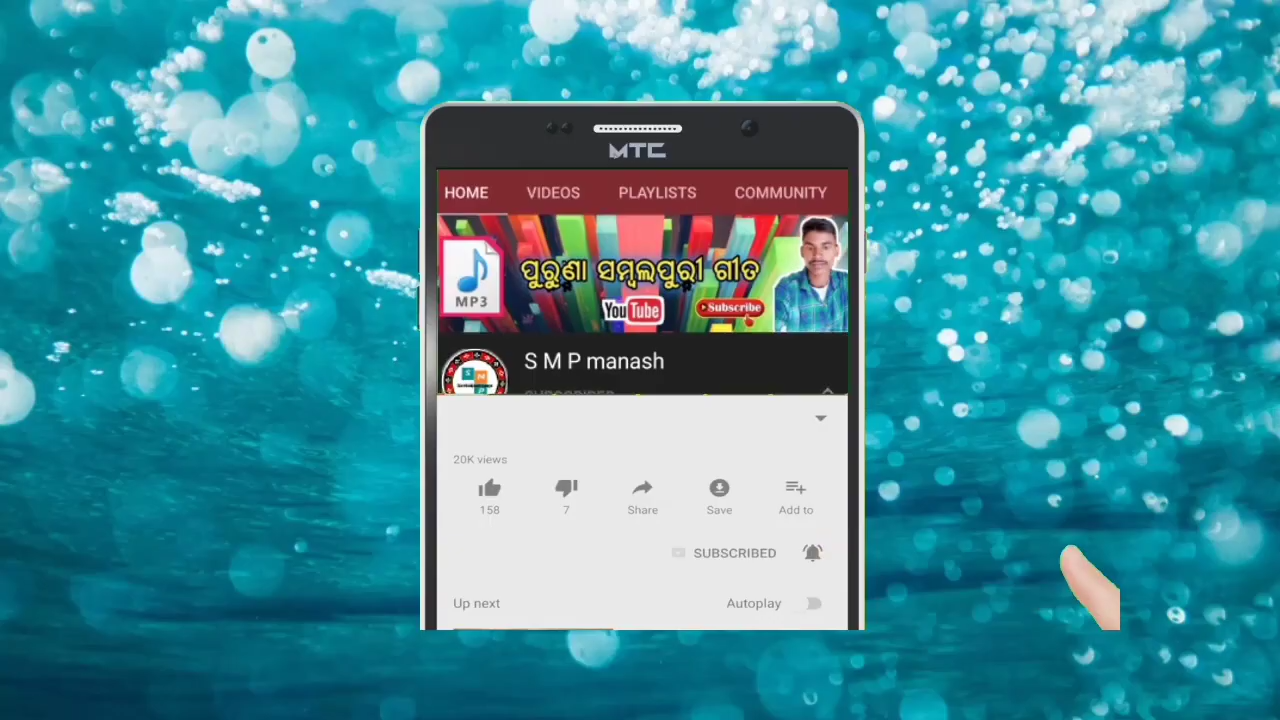 MTC
HOME VIDEOS PLAYLISTS COMMUNITY
ପୁରୁଣା ସମ୍ବଲପୁରୀ ଗୀତ
MP3
YouTube Subscribe
S M P manash
SUBSCRIBED
20K views
158 7 Share Save Add to
SUBSCRIBED
Up next Autoplay